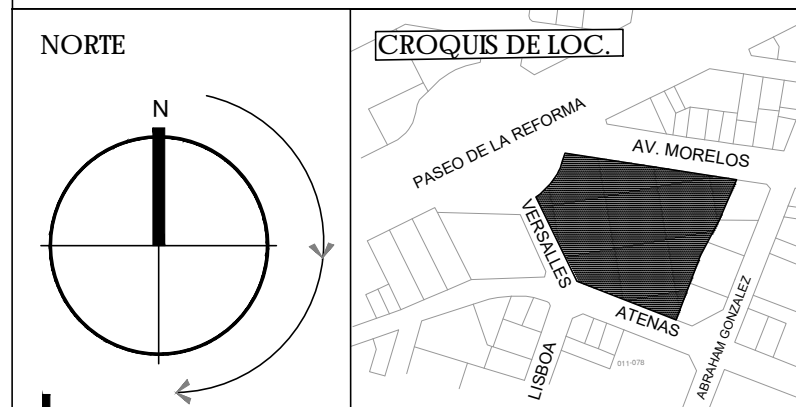 NORTE
N
CROQUIS DE LOC.
PASEO DE LA REFORMA
AV. MORELOS
VERSALLES
ATENAS
LISBOA
ABRAHAM GONZALEZ
011-078